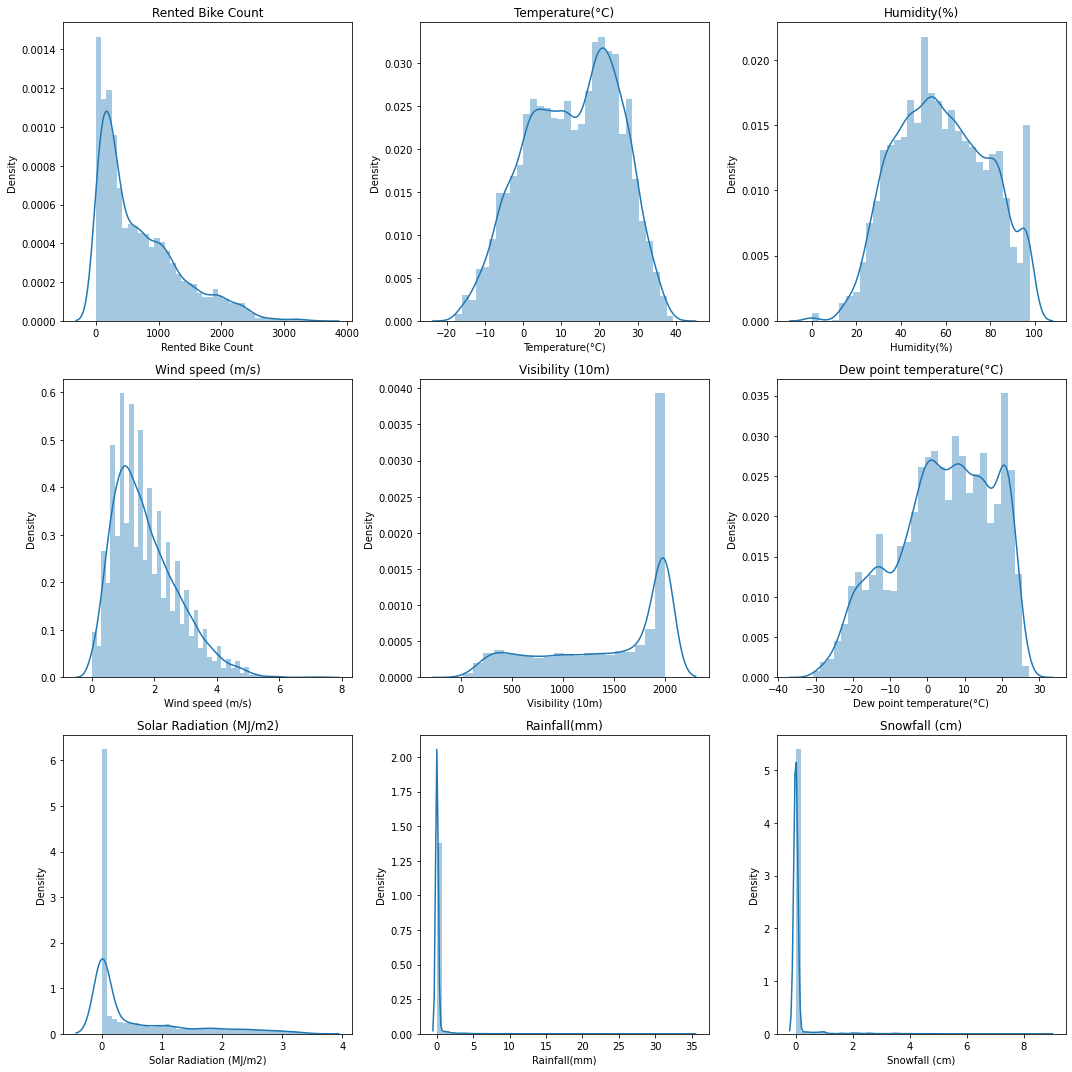 Rented Bike Count
Temperature(°C)
Humidity(%)
0.0014
0.0012
0.0010
0.0008
0.0006
0.0004
0.0002
0.0000
Density
0 1000 2000 3000 4000
Rented Bike Count
0.030
0.025
0.020
0.015
0.010
0.005
0.000
Density
−20 −10 0 10 20 30 40
Temperature(°C)
0.020
0.015
0.010
0.005
0.000
Density
0 20 40 60 80 100
Humidity(%)
Wind speed (m/s)
Visibility (10m)
Dew point temperature(°C)
0.6
0.5
0.4
0.3
0.2
0.1
0.0
Density
0 2 4 6 8
Wind speed (m/s)
0.0040
0.0035
0.0030
0.0025
0.0020
0.0015
0.0010
0.0005
0.0000
Density
0 500 1000 1500 2000
Visibility (10m)
0.035
0.030
0.025
0.020
0.015
0.010
0.005
0.000
Density
−40 −30 −20 −10 0 10 20 30
Dew point temperature(°C)
Solar Radiation (MJ/m2)
Rainfall(mm)
Snowfall (cm)
6
5
4
3
2
1
0
Density
0 1 2 3 4
Solar Radiation (MJ/m2)
2.00
1.75
1.50
1.25
1.00
0.75
0.50
0.25
0.00
Density
0 5 10 15 20 25 30 35
Rainfall(mm)
5
4
3
2
1
0
Density
0 2 4 6 8
Snowfall (cm)